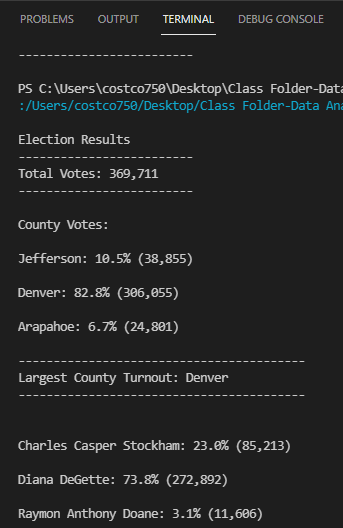 PROBLEMS OUTPUT TERMINAL DEBUG CONSOLE
-------------------------
PS C:\Users\costco750\Desktop\Class Folder-Data
:/Users/costco750/Desktop/Class Folder-Data Ana
Election Results
-------------------------
Total Votes: 369,711
-------------------------
County Votes:
Jefferson: 10.5% (38,855)
Denver: 82.8% (306,055)
Arapahoe: 6.7% (24,801)
-----------------------------------------
Largest County Turnout: Denver
-----------------------------------------
Charles Casper Stockham: 23.0% (85,213)
Diana DeGette: 73.8% (272,892)
Raymon Anthony Doane: 3.1% (11,606)